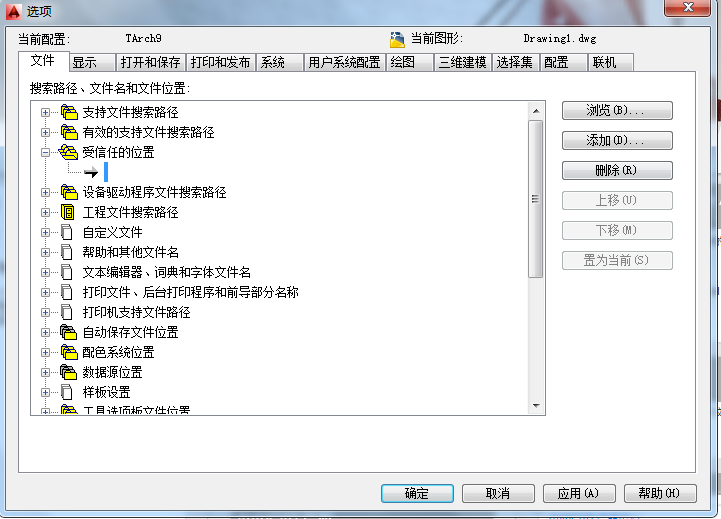 选项
当前配置: TArch9 当前图形: Drawing1.dwg
文件 显示 打开和保存 打印和发布 系统 用户系统配置 绘图 三维建模 选择集 配置 联机
搜索路径、文件名和文件位置:
支持文件搜索路径
有效的支持文件搜索路径
受信任的位置
设备驱动程序文件搜索路径
工程文件搜索路径
自定义文件
帮助和其他文件名
文本编辑器、词典和字体文件名
打印文件、后台打印程序和前导部分名称
打印机支持文件路径
自动保存文件位置
配色系统位置
数据源位置
样板设置
工具选项板文件位置
浏览(B)...
添加(D)...
删除(R)
上移(U)
下移(M)
置为当前(S)
确定 取消 应用(A) 帮助(H)